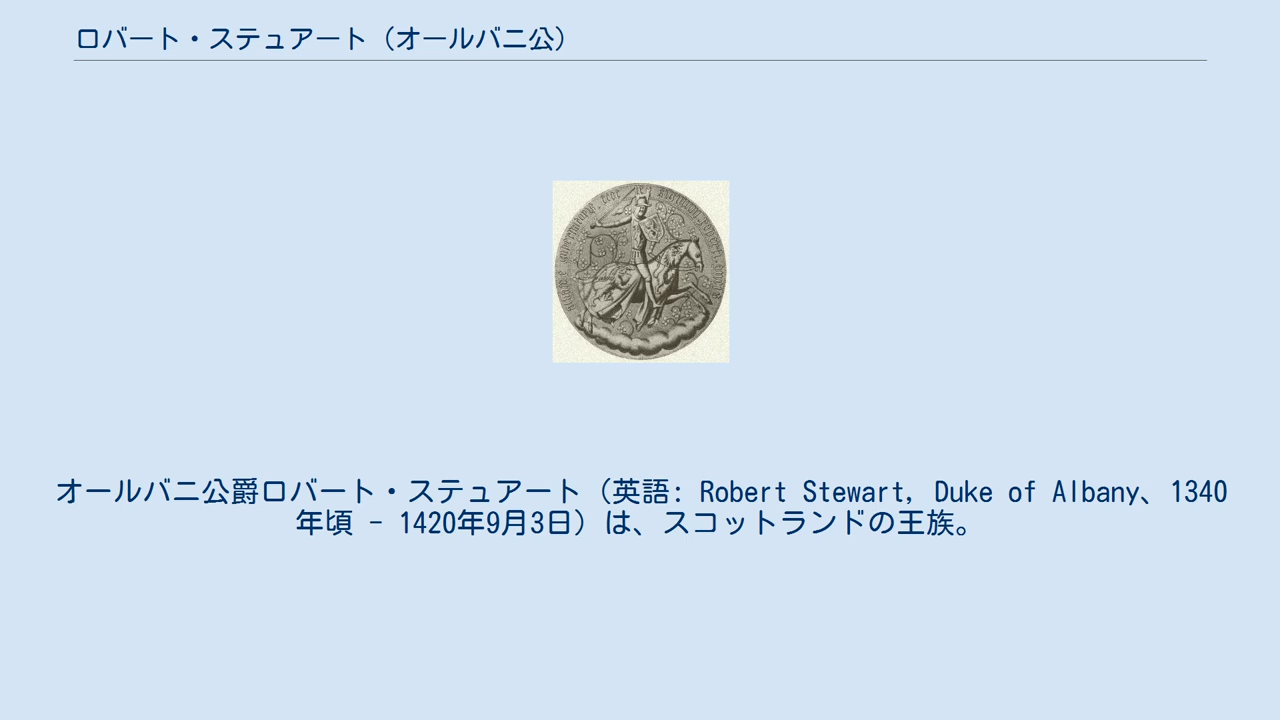 ロバート・ステュアート（オールバニ公）
オールバニ公爵ロバート・ステュアート（英語: Robert Stewart, Duke of Albany、1340
年頃 - 1420年9月3日）は、スコットランドの王族。